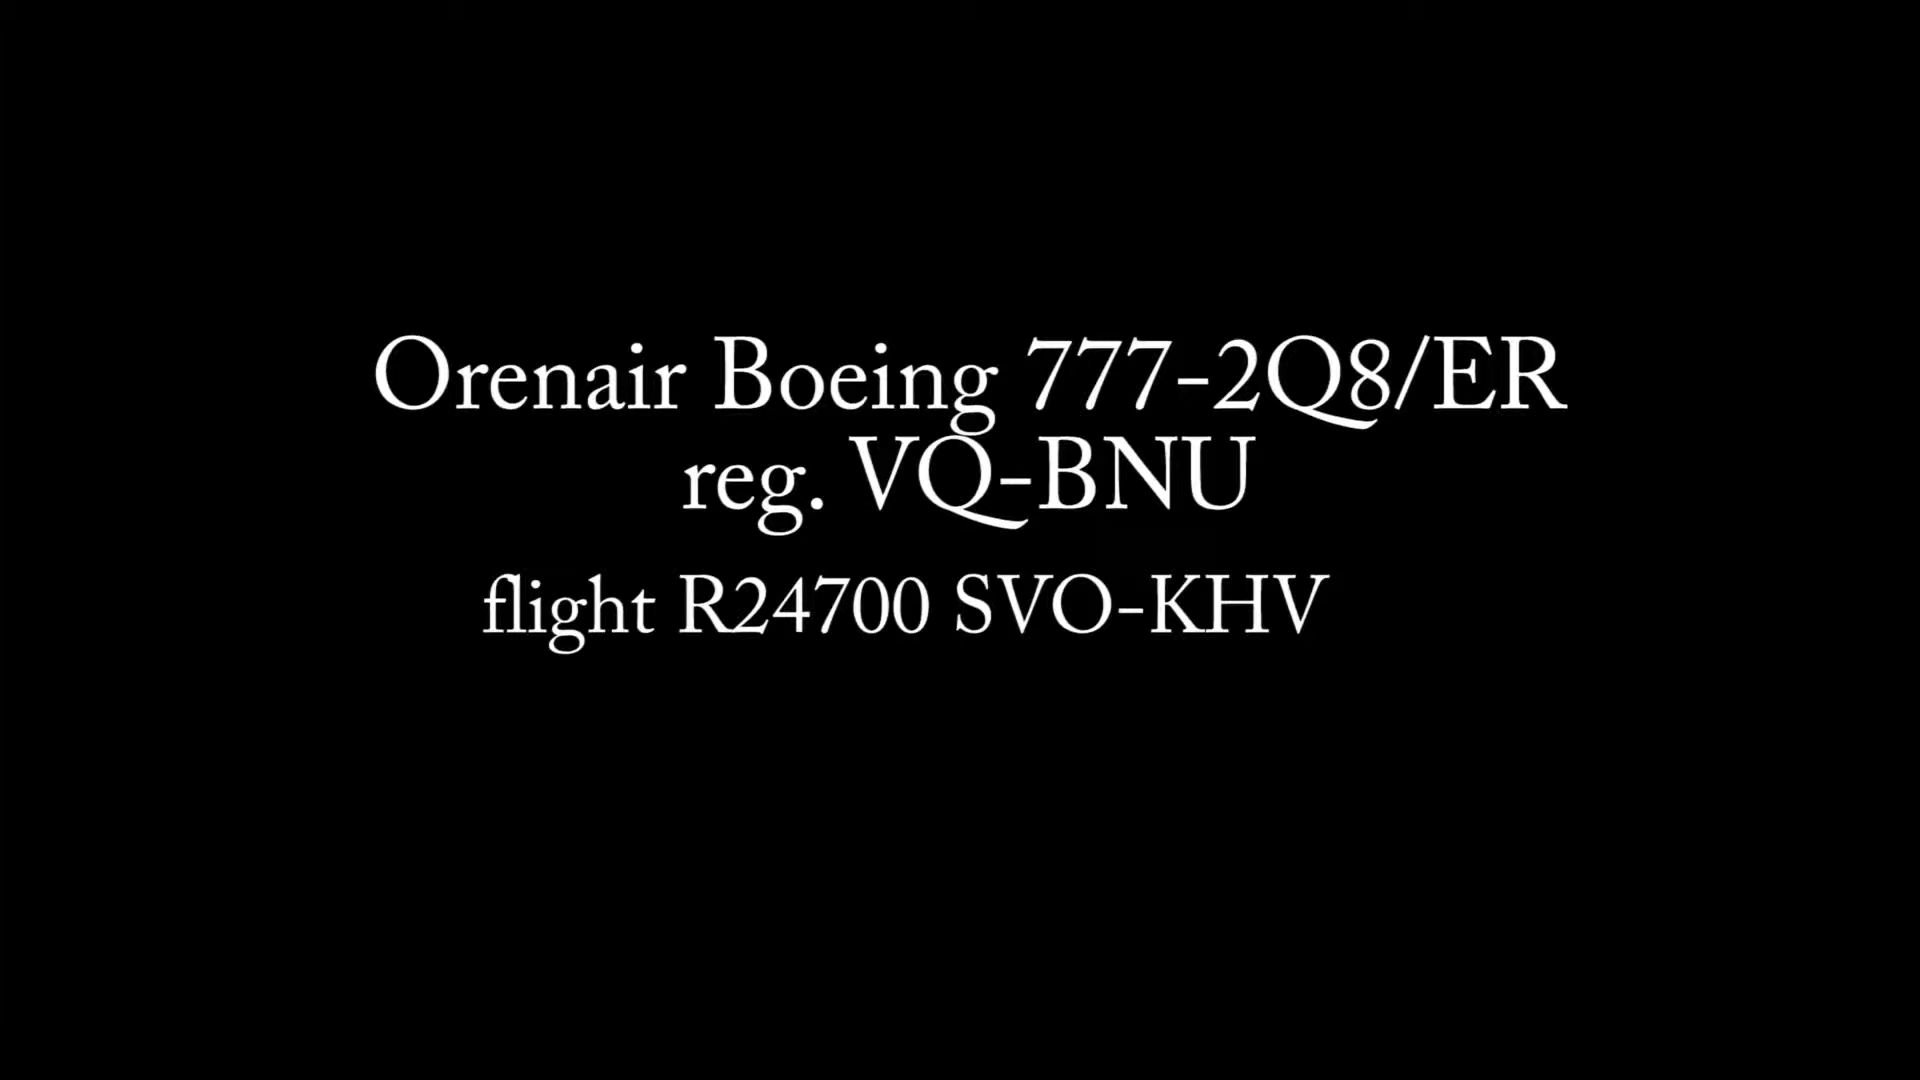 Orenair Boeing 777-2Q8/ER
reg. VQ-BNU
flight R24700 SVO-KHV